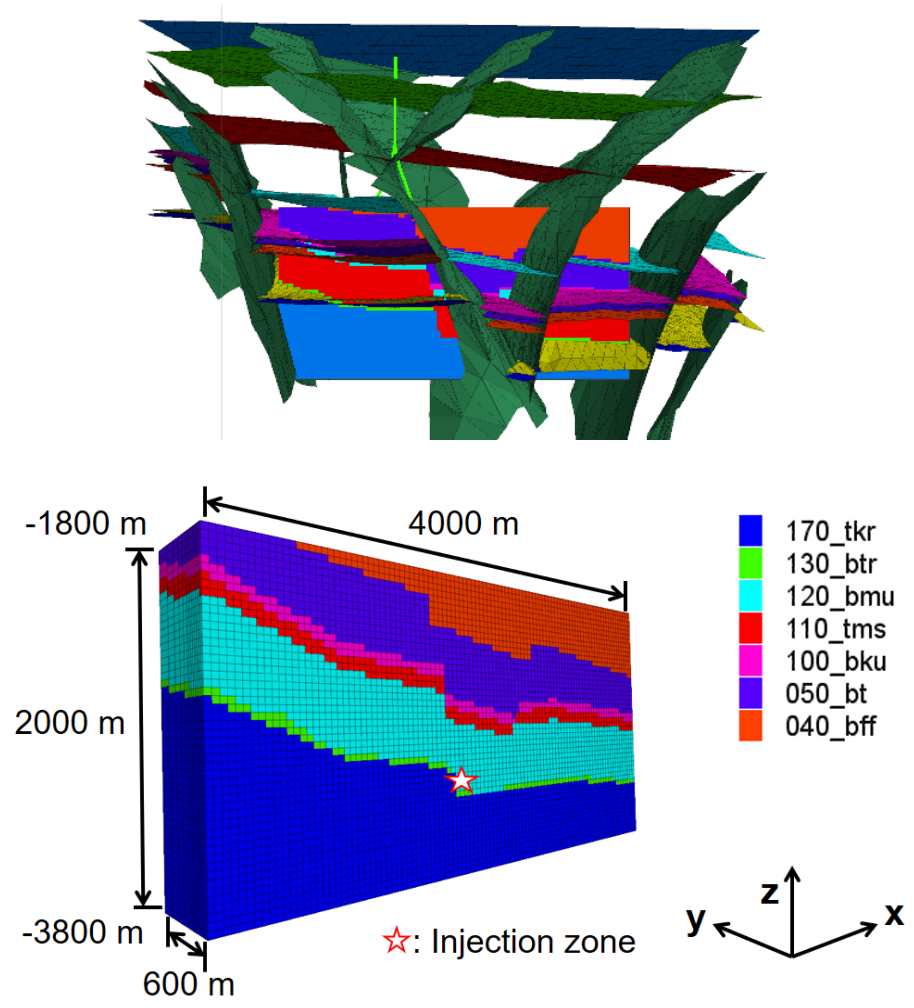 -1800 m
4000 m
170_tkr
130_btr
120_bmu
110_tms
100_bku
050_bt
040_bff
2000 m
-3800 m
600 m
: Injection zone
z
y
x